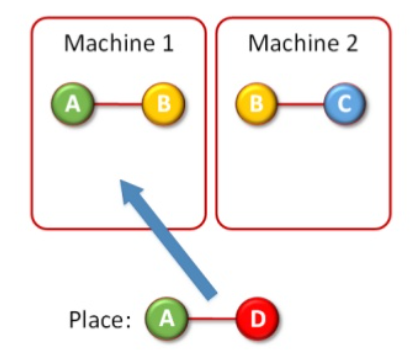 Machine 1
Machine 2
A B
B C
Place: A D